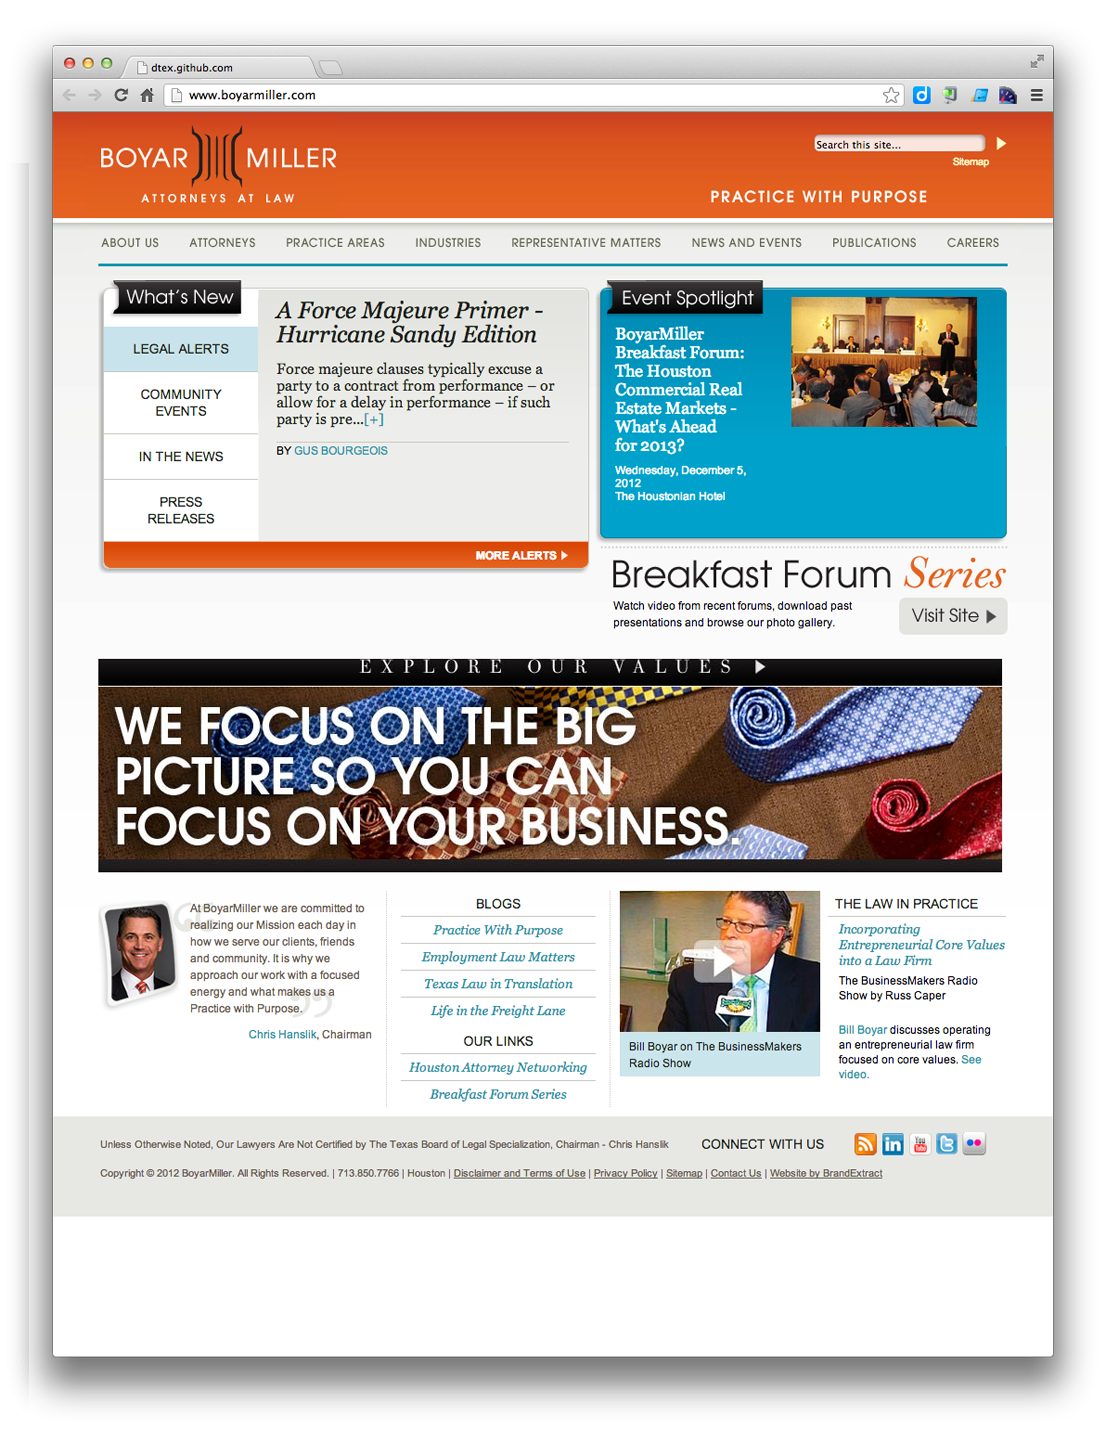 dtex.github.com
www.boyarmiller.com
BOYAR MILLER
ATTORNEYS AT LAW
Search this site...
Sitemap
PRACTICE WITH PURPOSE
ABOUT US ATTORNEYS PRACTICE AREAS INDUSTRIES REPRESENTATIVE MATTERS NEWS AND EVENTS PUBLICATIONS CAREERS
What's New
LEGAL ALERTS
COMMUNITY
EVENTS
IN THE NEWS
PRESS
RELEASES
A Force Majeure Primer -
Hurricane Sandy Edition
Force majeure clauses typically excuse a
party to a contract from performance – or
allow for a delay in performance – if such
party is pre...[+]
BY GUS BOURGEOIS
MORE ALERTS
Event Spotlight
BoyarMiller
Breakfast Forum:
The Houston
Commercial Real
Estate Markets -
What's Ahead
for 2013?
Wednesday, December 5,
2012
The Houstonian Hotel
Breakfast Forum Series
Watch video from recent forums, download past
presentations and browse our photo gallery.
Visit Site
EXPLORE OUR VALUES
WE FOCUS ON THE BIG
PICTURE SO YOU CAN
FOCUS ON YOUR BUSINESS.
At BoyarMiller we are committed to
realizing our Mission each day in
how we serve our clients, friends
and community. It is why we
approach our work with a focused
energy and what makes us a
Practice with Purpose.
Chris Hanslik, Chairman
BLOGS
Practice With Purpose
Employment Law Matters
Texas Law in Translation
Life in the Freight Lane
OUR LINKS
Houston Attorney Networking
Breakfast Forum Series
Bill Boyar on The BusinessMakers
Radio Show
THE LAW IN PRACTICE
Incorporating
Entrepreneurial Core Values
into a Law Firm
The BusinessMakers Radio
Show by Russ Caper
Bill Boyar discusses operating
an entrepreneurial law firm
focused on core values. See
video.
Unless Otherwise Noted, Our Lawyers Are Not Certified by The Texas Board of Legal Specialization, Chairman - Chris Hanslik
CONNECT WITH US
in
You
Tube
t
Copyright © 2012 BoyarMiller. All Rights Reserved. | 713.850.7766 | Houston | Disclaimer and Terms of Use | Privacy Policy | Sitemap | Contact Us | Website by BrandExtract